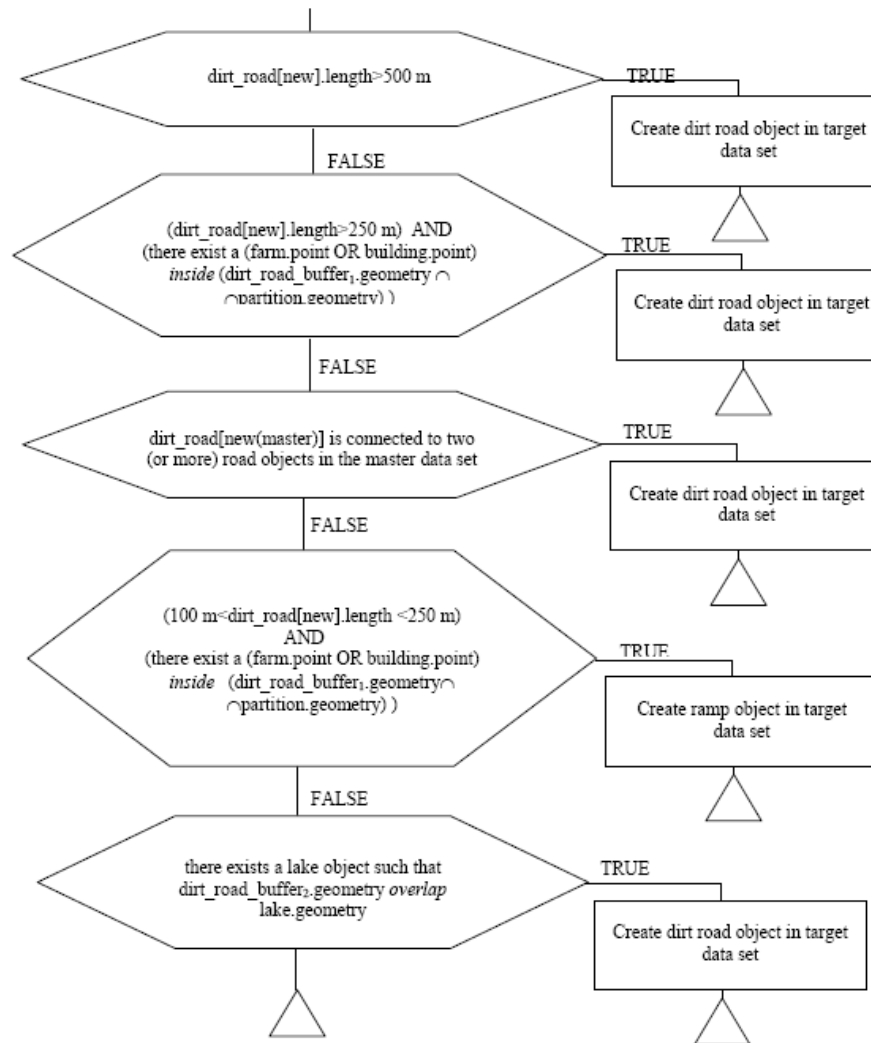 dirt_road[new].length>500 m
TRUE
Create dirt road object in target
data set
FALSE
(dirt_road[new].length>250 m) AND
(there exist a (farm.point OR building.point)
inside (dirt_road_buffer₁.geometry ∩
∩partition.geometry) )
TRUE
Create dirt road object in target
data set
FALSE
dirt_road[new(master)] is connected to two
(or more) road objects in the master data set
TRUE
Create dirt road object in target
data set
FALSE
(100 m<dirt_road[new].length <250 m)
AND
(there exist a (farm.point OR building.point)
inside (dirt_road_buffer₁.geometry∩
∩partition.geometry) )
TRUE
Create ramp object in target
data set
FALSE
there exists a lake object such that
dirt_road_buffer₂.geometry overlap
lake.geometry
TRUE
Create dirt road object in target
data set